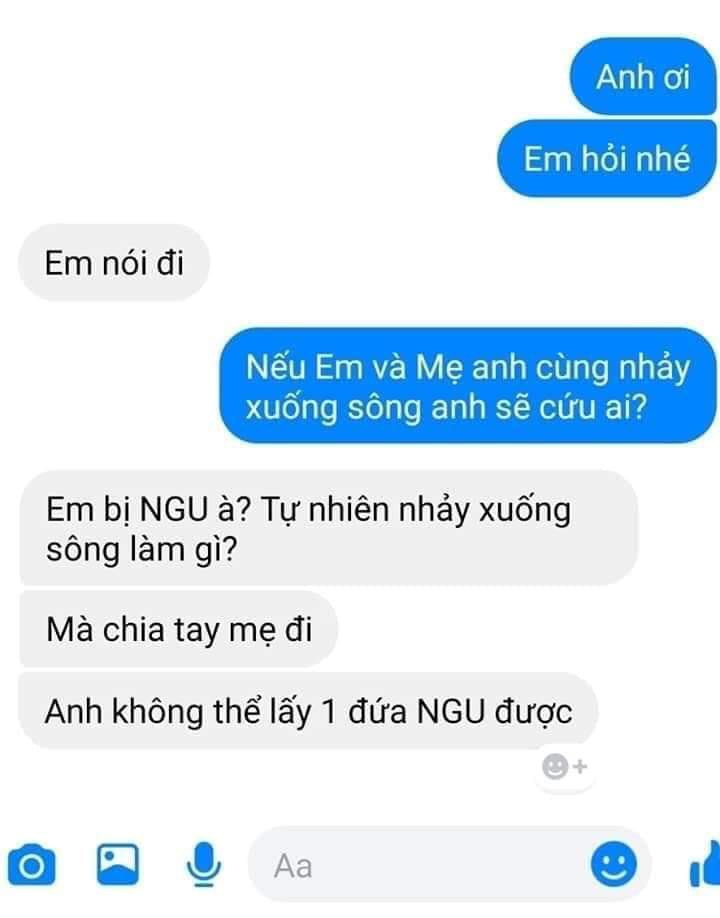 Anh ơi
Em hỏi nhé
Em nói đi
Nếu Em và Mẹ anh cùng nhảy
xuống sông anh sẽ cứu ai?
Em bị NGU à? Tự nhiên nhảy xuống
sông làm gì?
Mà chia tay mẹ đi
Anh không thể lấy 1 đứa NGU được
Aa